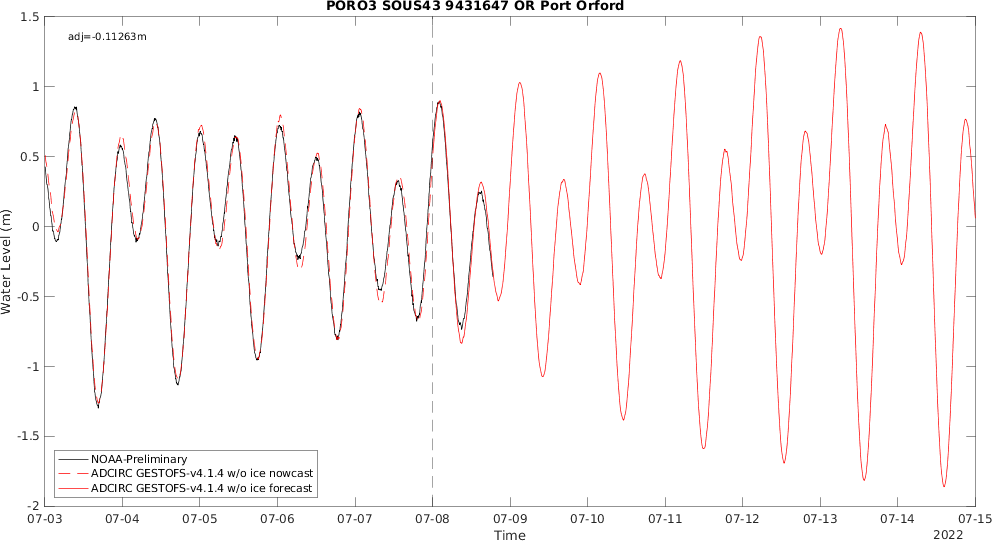 PORO3 SOUS43 9431647 OR Port Orford
adj=-0.11263m
1.5
1
0.5
0
-0.5
-1
-1.5
-2
Water Level (m)
NOAA-Preliminary
ADCIRC GESTOFS-v4.1.4 w/o ice nowcast
ADCIRC GESTOFS-v4.1.4 w/o ice forecast
07-03 07-04 07-05 07-06 07-07 07-08 07-09 07-10 07-11 07-12 07-13 07-14 07-15
Time
2022